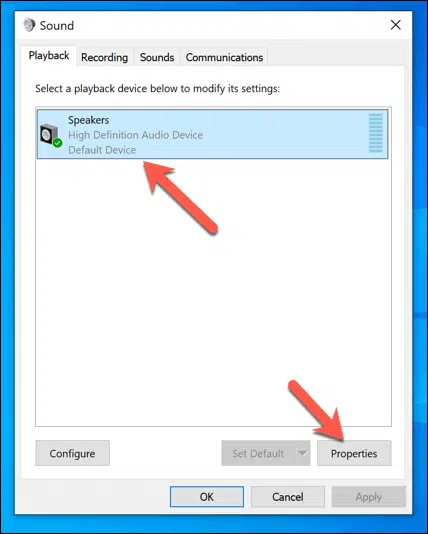 Sound
Playback Recording Sounds Communications
Select a playback device below to modify its settings:
Speakers
High Definition Audio Device
Default Device
Configure Set Default Properties
OK Cancel Apply